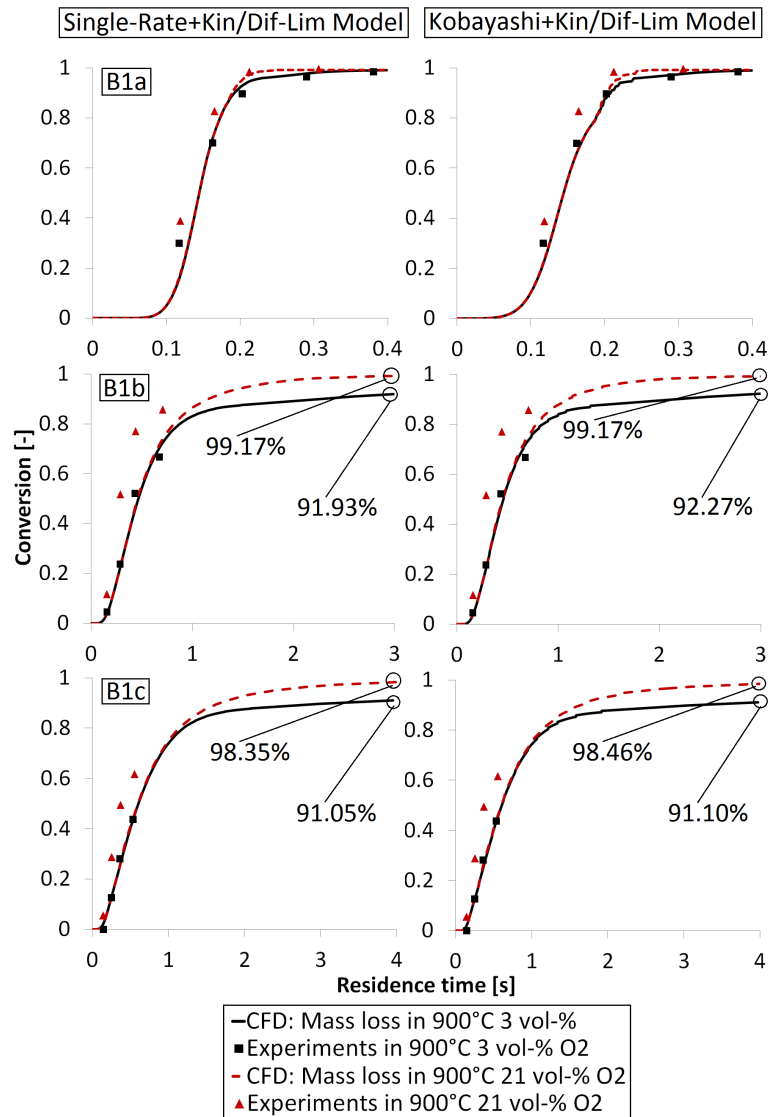 Single-Rate+Kin/Dif-Lim Model
Kobayashi+Kin/Dif-Lim Model
B1a
1
0.8
0.6
0.4
0.2
0
0 0.1 0.2 0.3 0.4
1
0.8
0.6
0.4
0.2
0
0 0.1 0.2 0.3 0.4
Conversion [-]
B1b
1
0.8
0.6
0.4
0.2
0
99.17%
91.93%
0 1 2 3
1
0.8
0.6
0.4
0.2
0
99.17%
92.27%
0 1 2 3
B1c
1
0.8
0.6
0.4
0.2
0
98.35%
91.05%
0 1 2 3 4
1
0.8
0.6
0.4
0.2
0
98.46%
91.10%
0 1 2 3 4
Residence time [s]
CFD: Mass loss in 900°C 3 vol-%
Experiments in 900°C 3 vol-% O2
CFD: Mass loss in 900°C 21 vol-% O2
Experiments in 900°C 21 vol-% O2